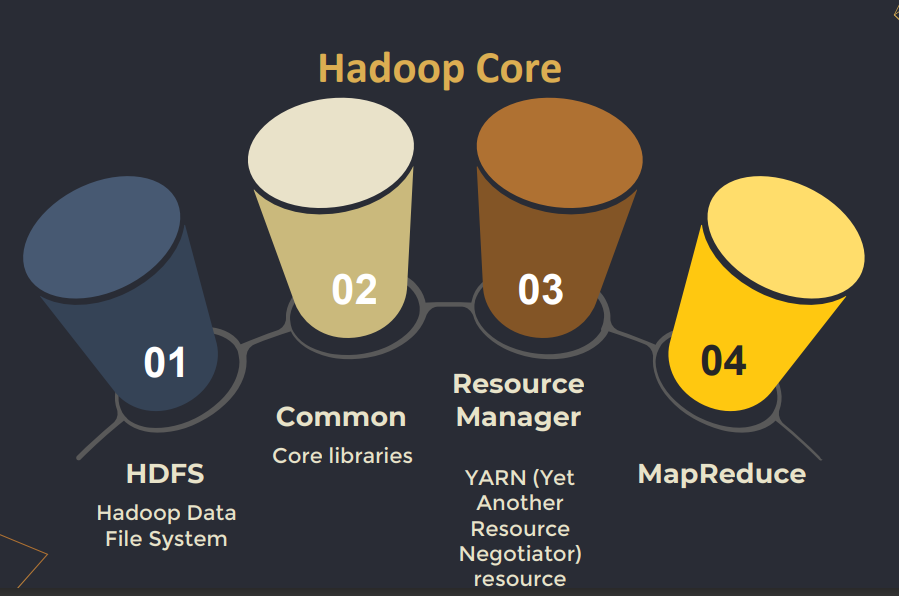 Hadoop Core
01
HDFS
Hadoop Data
File System
02
Common
Core libraries
03
Resource
Manager
YARN (Yet
Another
Resource
Negotiator)
resource
04
MapReduce